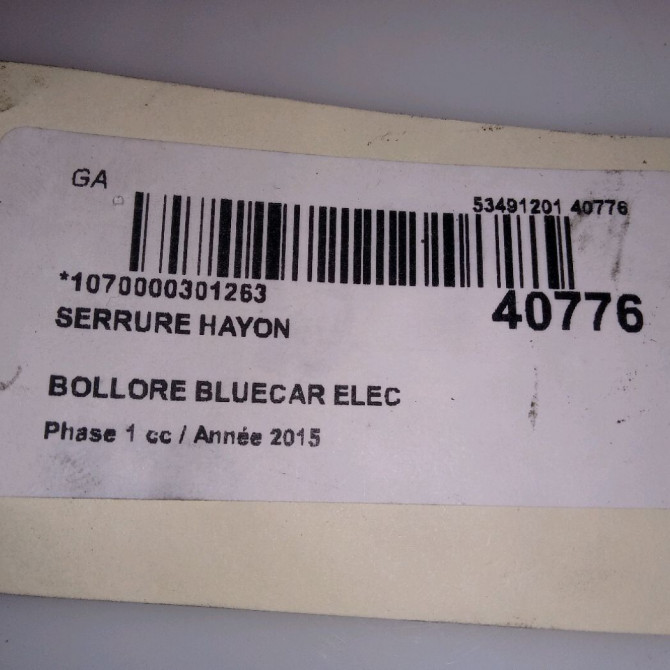 GA
53491201 40776
*1070000301263
40776
SERRURE HAYON
BOLLORE BLUECAR ELEC
Phase 1 cc / Année 2015